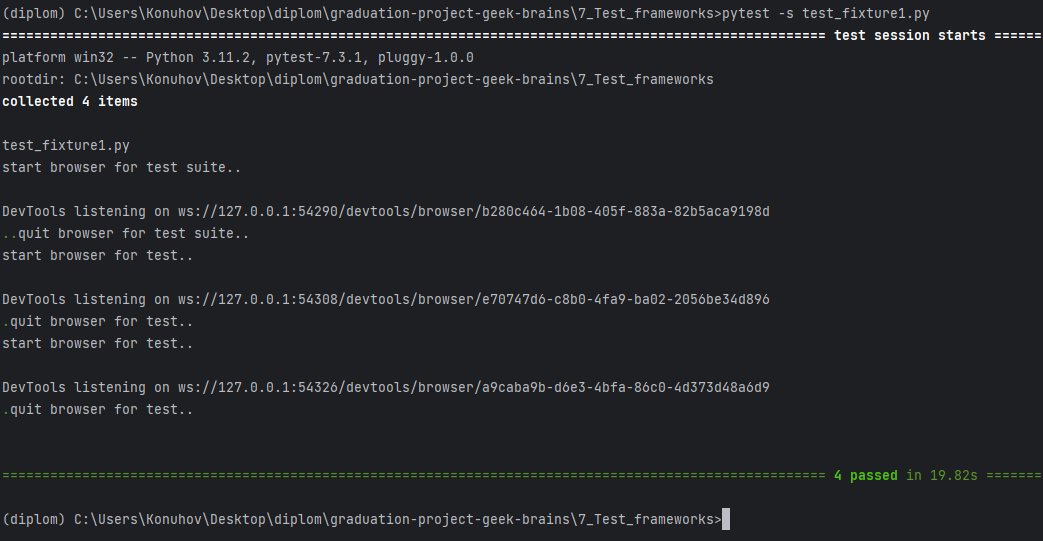 (diplom) C:\Users\Konuhov\Desktop\diplom\graduation-project-geek-brains\7_Test_frameworks>pytest -s test_fixture1.py
======================================================================================================= test session starts ======
platform win32 -- Python 3.11.2, pytest-7.3.1, pluggy-1.0.0
rootdir: C:\Users\Konuhov\Desktop\diplom\graduation-project-geek-brains\7_Test_frameworks
collected 4 items
test_fixture1.py
start browser for test suite..
DevTools listening on ws://127.0.0.1:54290/devtools/browser/b280c464-1b08-405f-883a-82b5aca9198d
..quit browser for test suite..
start browser for test..
DevTools listening on ws://127.0.0.1:54308/devtools/browser/e70747d6-c8b0-4fa9-ba02-2056be34d896
.quit browser for test..
start browser for test..
DevTools listening on ws://127.0.0.1:54326/devtools/browser/a9caba9b-d6e3-4bfa-86c0-4d373d48a6d9
.quit browser for test..
======================================================================================================= 4 passed in 19.82s =======
(diplom) C:\Users\Konuhov\Desktop\diplom\graduation-project-geek-brains\7_Test_frameworks>